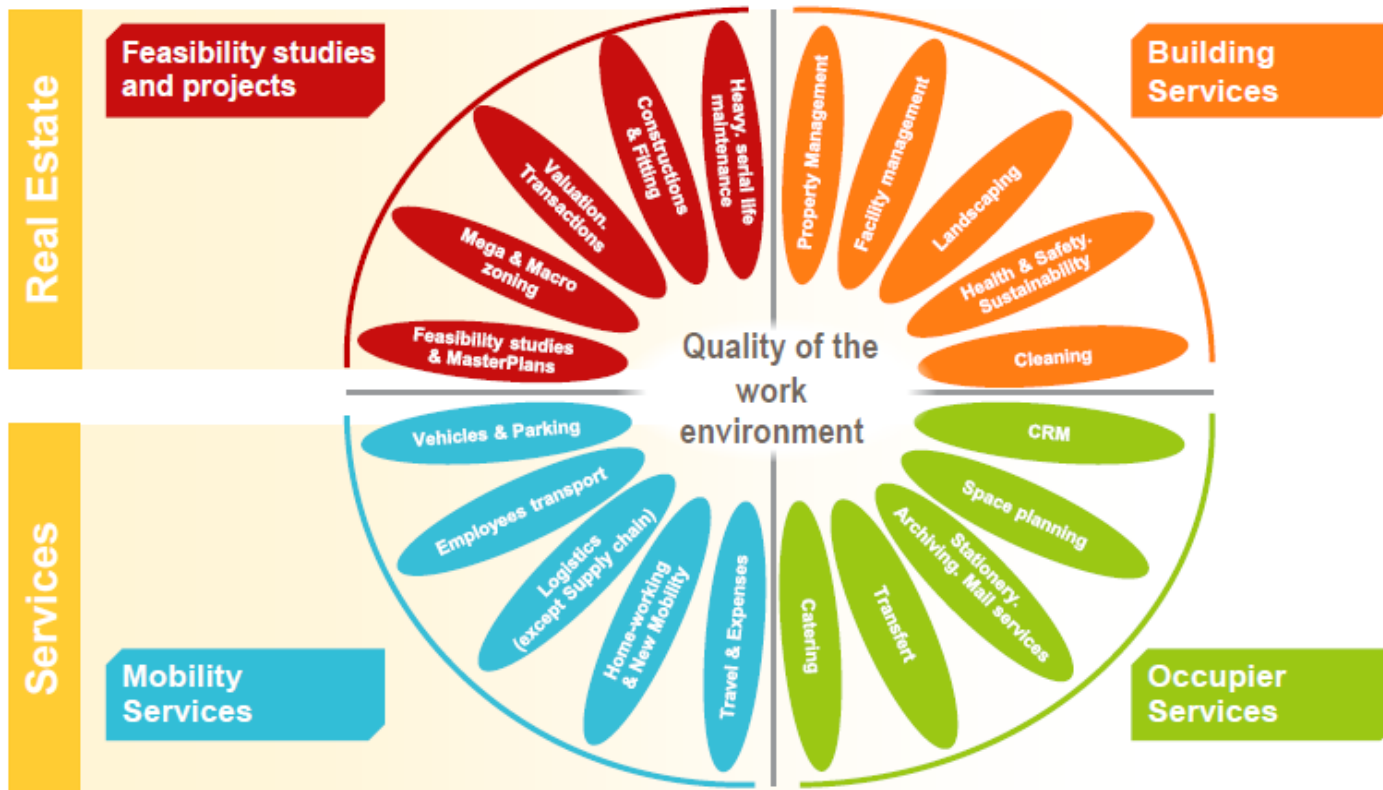 Real Estate
Feasibility studies
and projects
Feasibility studies
& MasterPlans
Mega & Macro
zoning
Valuation.
Transactions
Constructions
& Fitting
Heavy. serial life
maintenance
Building
Services
Property Management
Facility management
Landscaping
Health & Safety.
Sustainability
Cleaning
Quality of the
work
environment
Services
Mobility
Services
Vehicles & Parking
Employees transport
Logistics
(except Supply chain)
Home-working
& New Mobility
Travel & Expenses
Occupier
Services
CRM
Space planning
Stationery.
Archiving. Mail services
Transfert
Catering